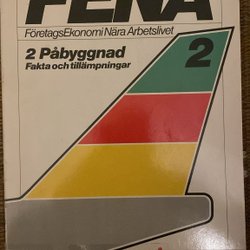 FENA
FöretagsEkonomi Nära Arbetslivet
2 Påbyggnad
Fakta och tillämpningar
2